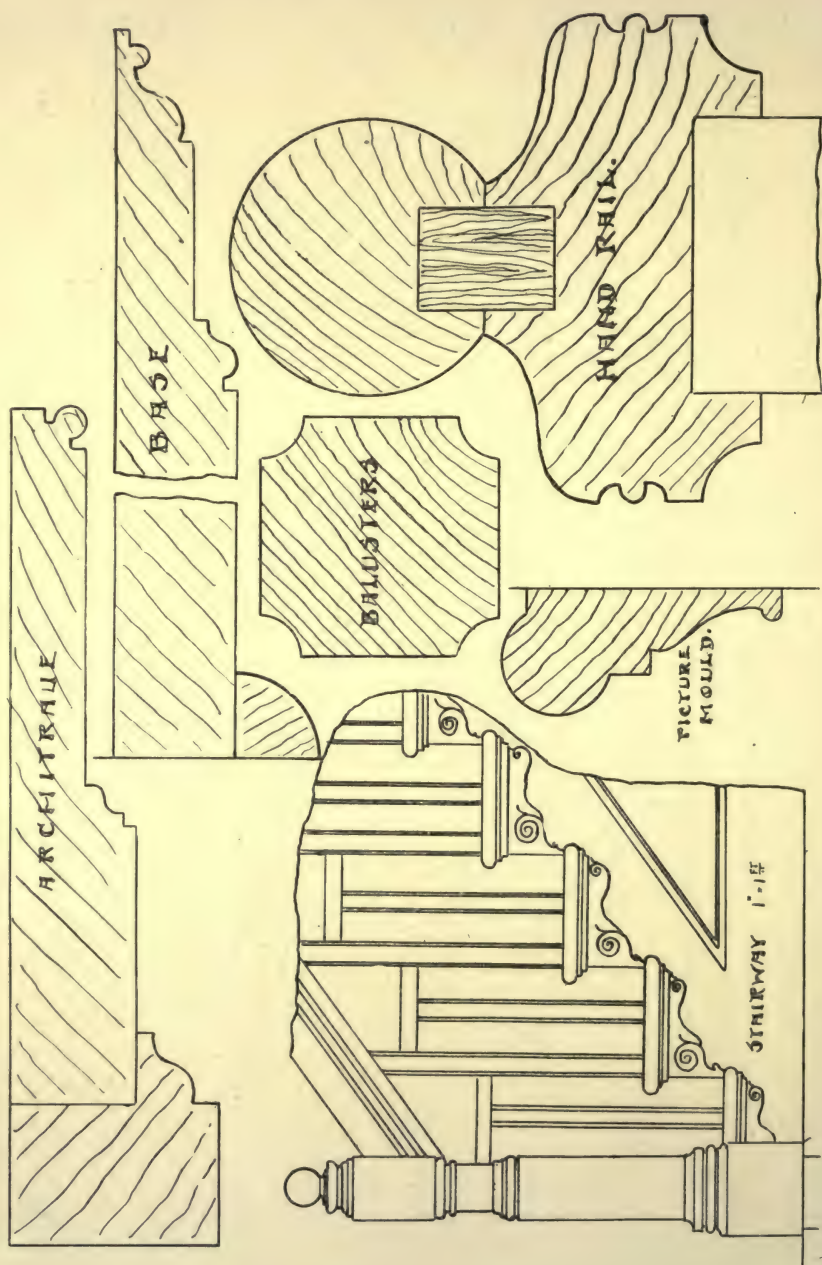 ARCHITRAVE
BASE
BALUSTERS
HAND RAIL.
PICTURE
MOULD.
STAIRWAY 1"-1FT